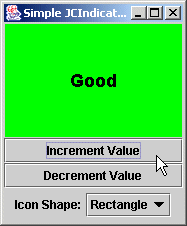 Simple JCIndicat...
Good
Increment Value
Decrement Value
Icon Shape: Rectangle